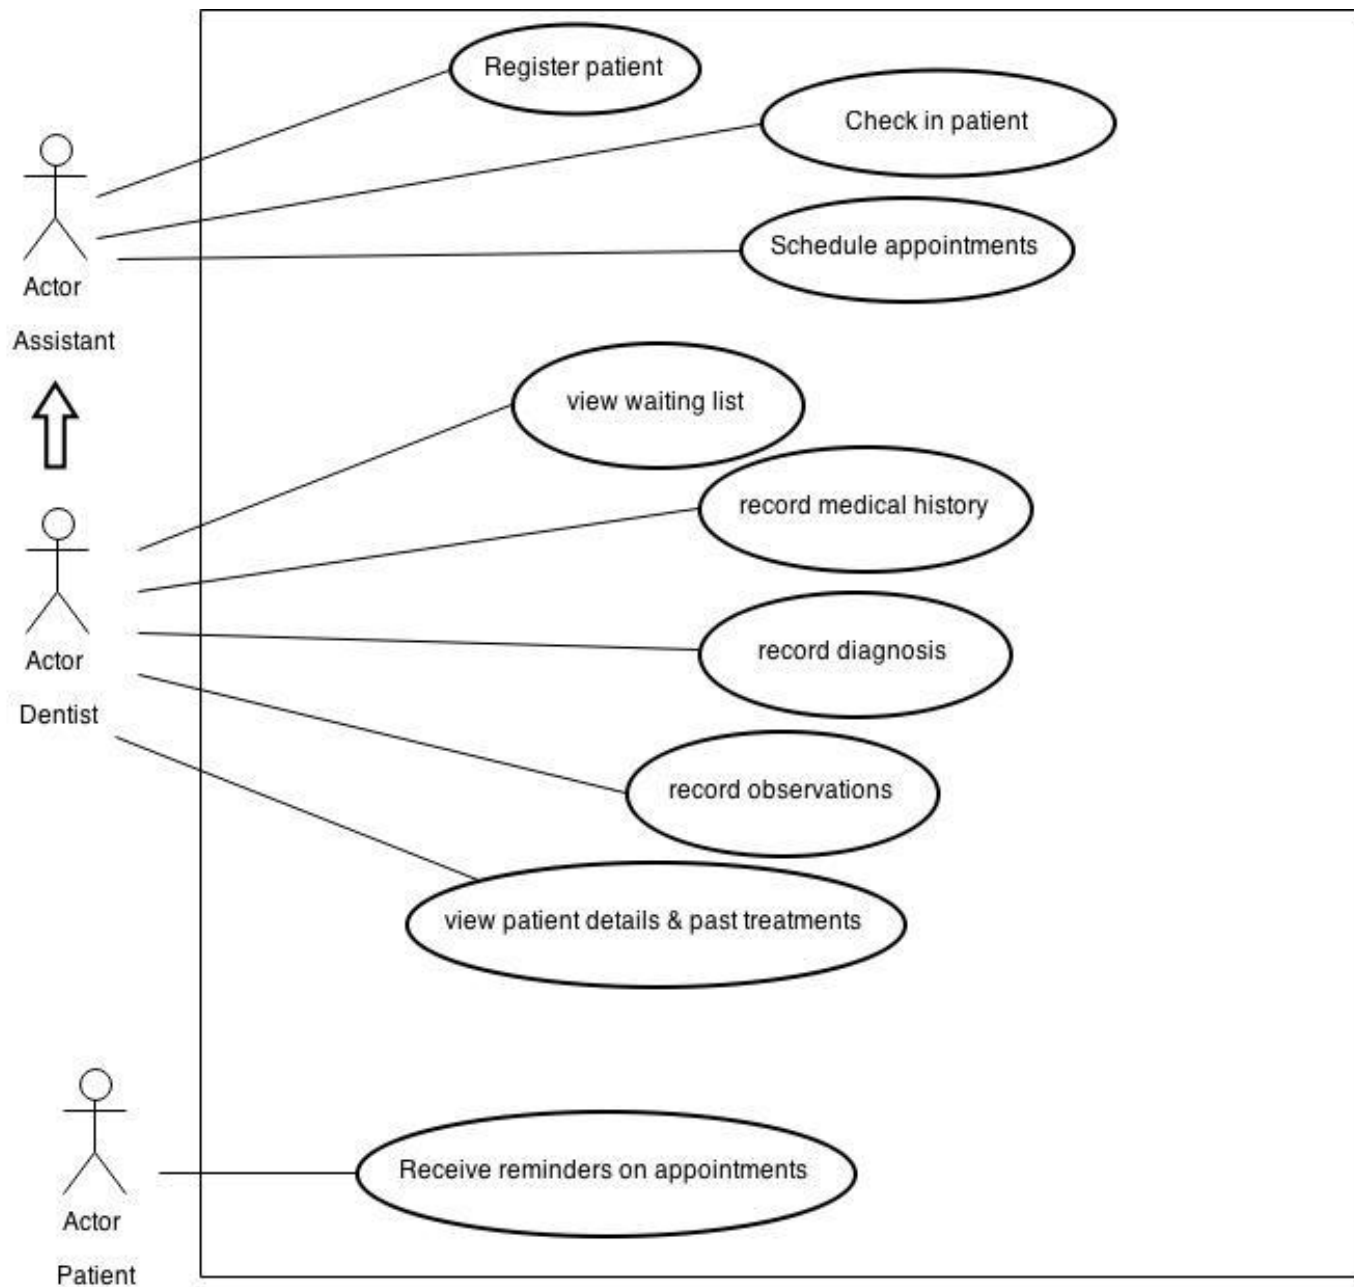 Register patient
Check in patient
Schedule appointments
Actor
Assistant
view waiting list
record medical history
record diagnosis
Actor
Dentist
record observations
view patient details & past treatments
Receive reminders on appointments
Actor
Patient